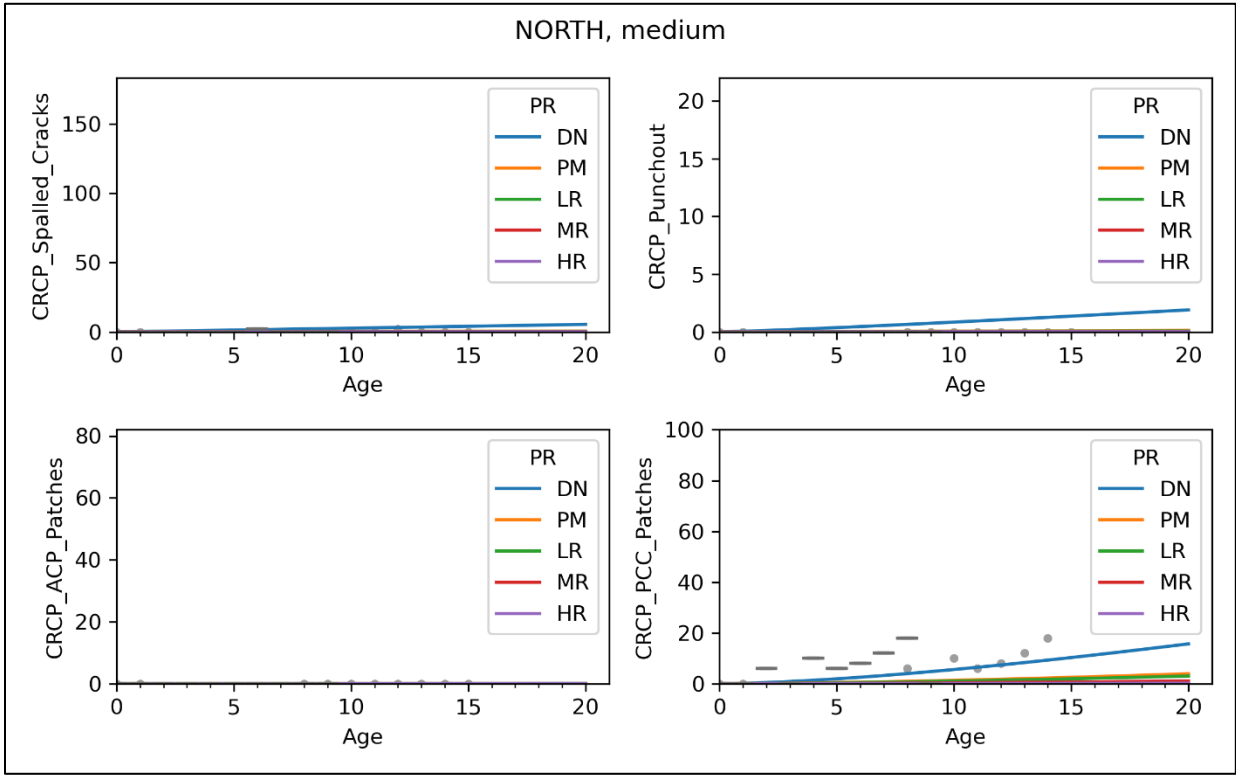 NORTH, medium
CRCP_Spalled_Cracks
150
100
50
0
0 5 10 15 20
Age
PR
DN
PM
LR
MR
HR
CRCP_Punchout
20
15
10
5
0
0 5 10 15 20
Age
PR
DN
PM
LR
MR
HR
CRCP_ACP_Patches
80
60
40
20
0
0 5 10 15 20
Age
PR
DN
PM
LR
MR
HR
CRCP_PCC_Patches
100
80
60
40
20
0
0 5 10 15 20
Age
PR
DN
PM
LR
MR
HR